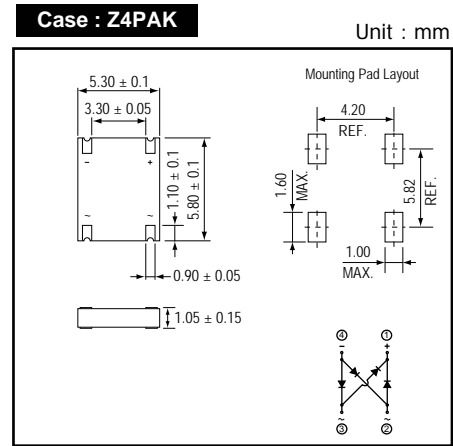 Case : Z4PAK
Unit : mm
5.30 ± 0.1
3.30 ± 0.05
- +
~ ~
1.10 ± 0.1
5.80 ± 0.1
0.90 ± 0.05
1.05 ± 0.15
Mounting Pad Layout
4.20
REF.
1.60
MAX.
5.82
REF.
1.00
MAX.
④ ①
- +
~ ~
③ ②